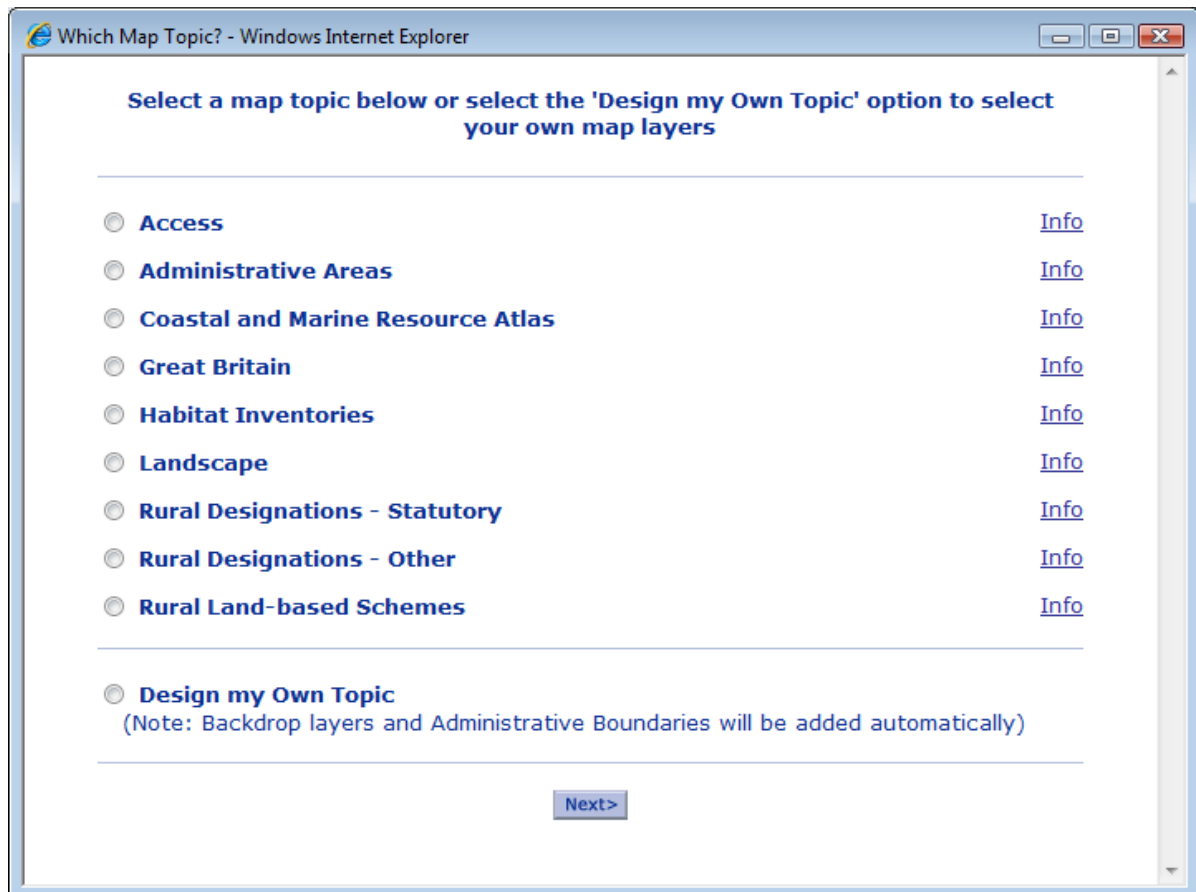 Which Map Topic? - Windows Internet Explorer
Select a map topic below or select the 'Design my Own Topic' option to select
your own map layers
Access Info
Administrative Areas Info
Coastal and Marine Resource Atlas Info
Great Britain Info
Habitat Inventories Info
Landscape Info
Rural Designations - Statutory Info
Rural Designations - Other Info
Rural Land-based Schemes Info
Design my Own Topic
(Note: Backdrop layers and Administrative Boundaries will be added automatically)
Next>